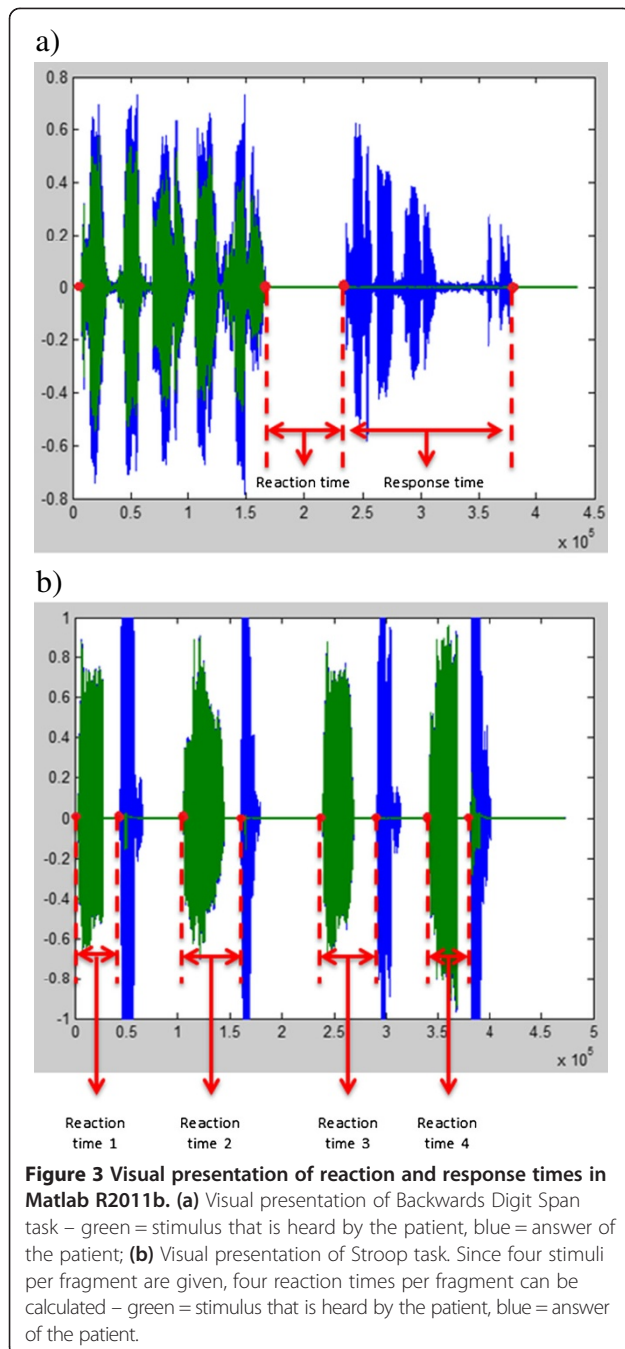 a)
0.8
0.6
0.4
0.2
0
-0.2
-0.4
-0.6
-0.8
Reaction time Response time
0 0.5 1 1.5 2 2.5 3 3.5 4 4.5
x 10^5
b)
1
0.8
0.6
0.4
0.2
0
-0.2
-0.4
-0.6
-0.8
-1
0 0.5 1 1.5 2 2.5 3 3.5 4 4.5 5
x 10^5
Reaction Reaction Reaction Reaction
time 1 time 2 time 3 time 4
Figure 3 Visual presentation of reaction and response times in
Matlab R2011b. (a) Visual presentation of Backwards Digit Span
task – green = stimulus that is heard by the patient, blue = answer of
the patient; (b) Visual presentation of Stroop task. Since four stimuli
per fragment are given, four reaction times per fragment can be
calculated – green = stimulus that is heard by the patient, blue = answer
of the patient.